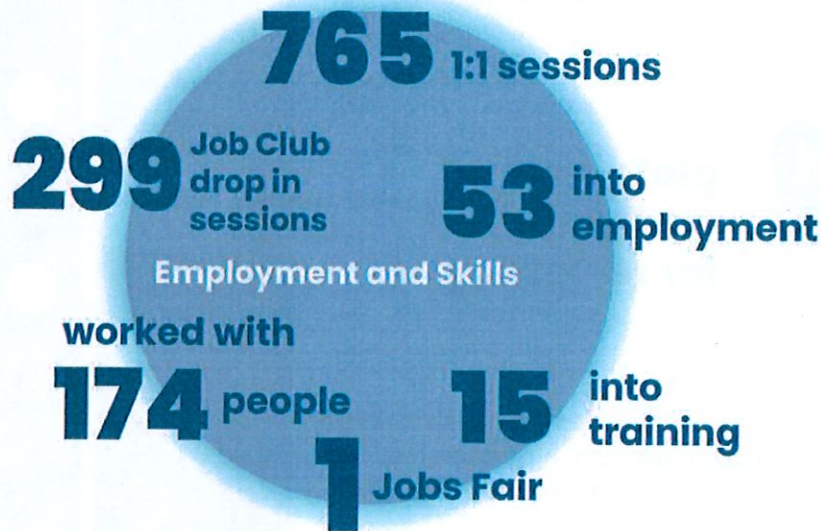 765 1:1 sessions
299 Job Club
drop in
sessions
53 into
employment
Employment and Skills
worked with
174 people
15 into
training
1 Jobs Fair